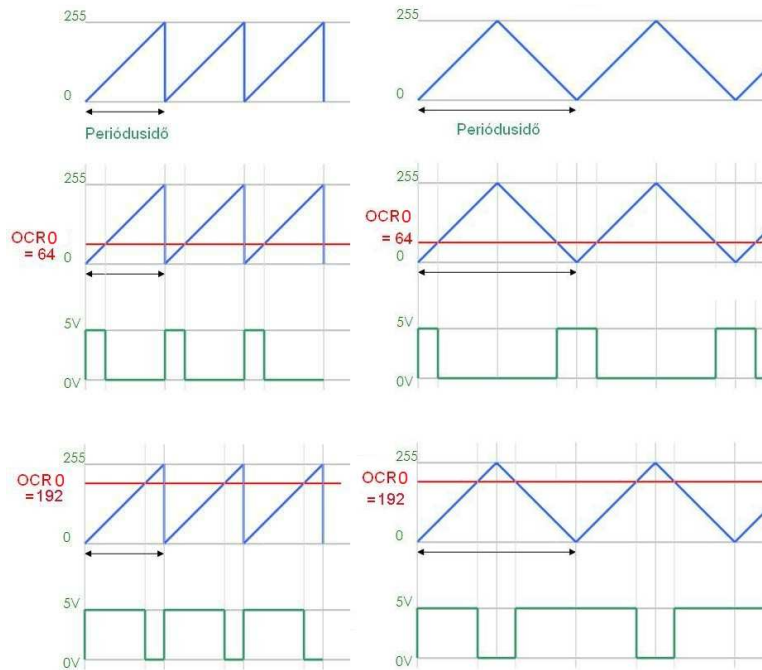 255
0
Periódusidő
255
0
Periódusidő
255
OCR0
= 64
0
255
OCR0
= 64
0
5V
0V
5V
0V
255
OCR0
=192
0
255
OCR0
=192
0
5V
0V
5V
0V